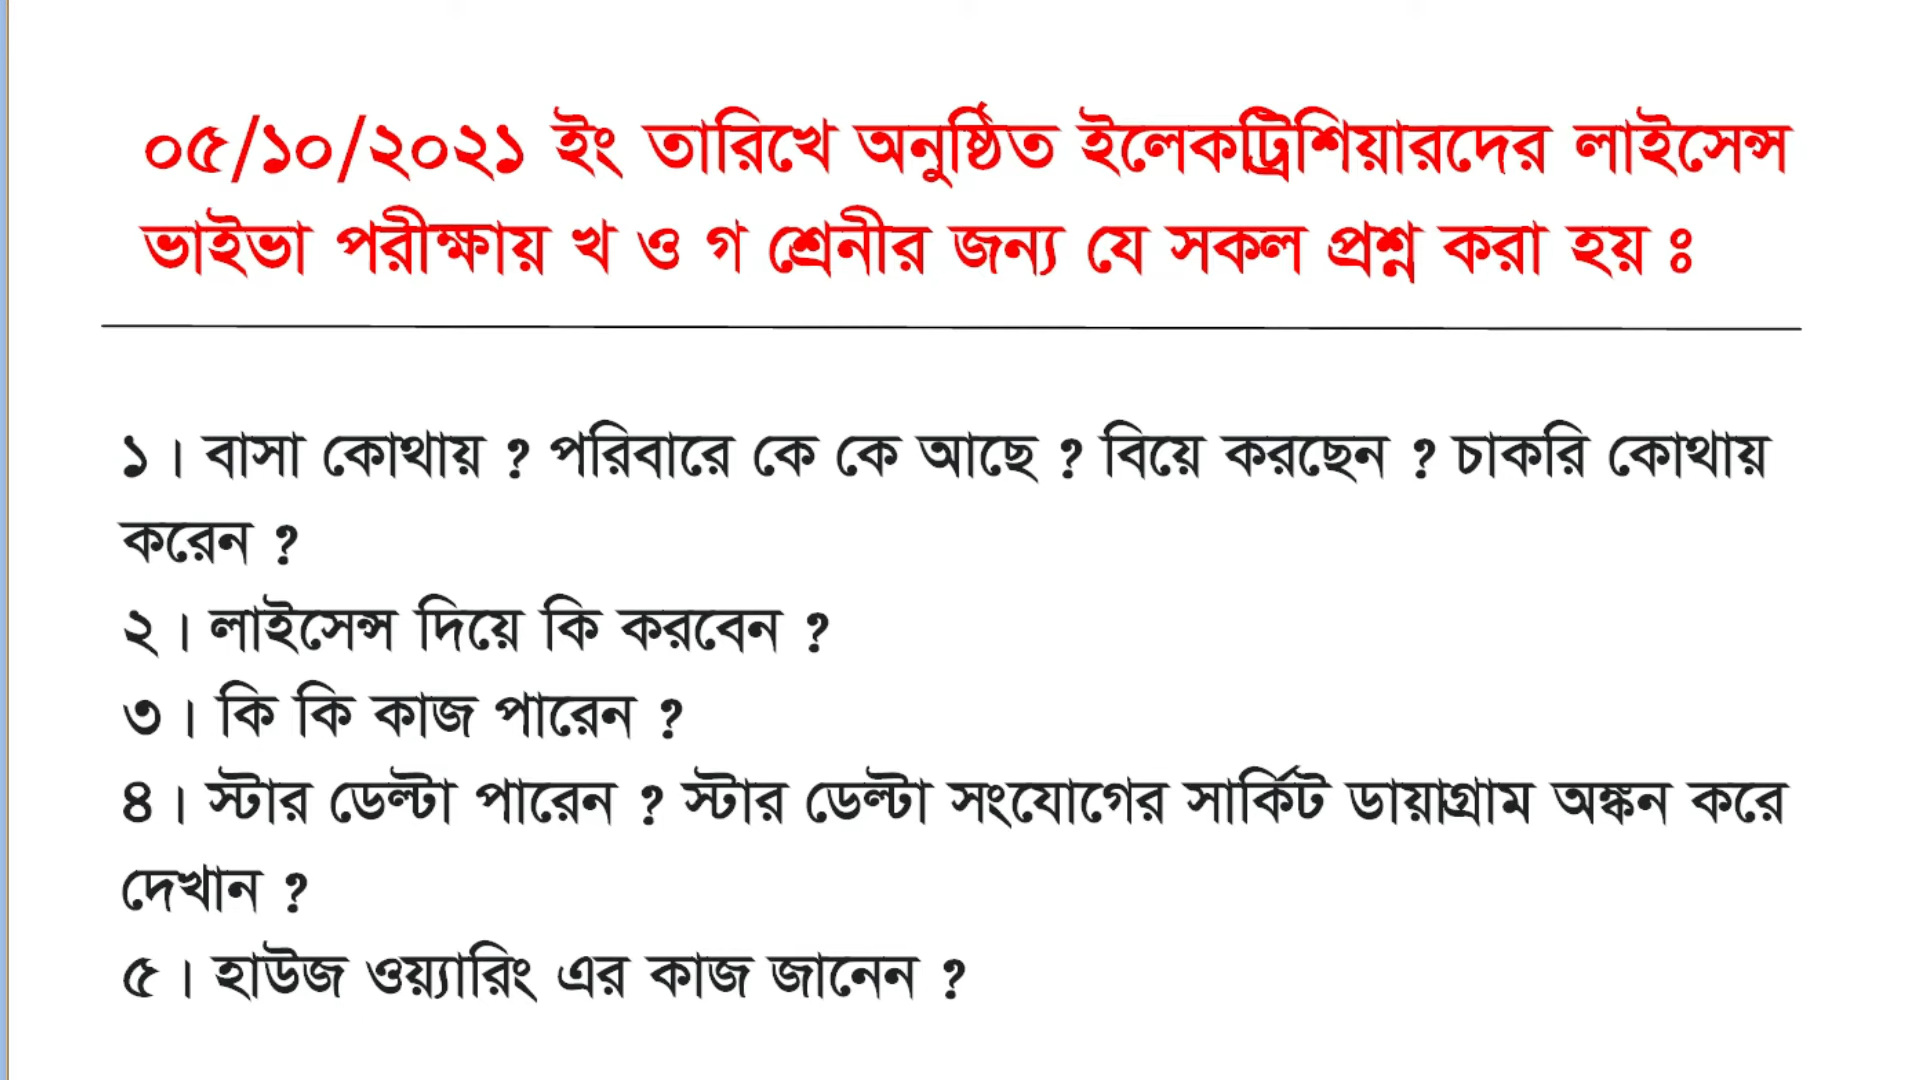 ০৫/১০/২০২১ ইং তারিখে অনুষ্ঠিত ইলেকট্রিশিয়ারদের লাইসেন্স
ভাইভা পরীক্ষায় খ ও গ শ্রেনীর জন্য যে সকল প্রশ্ন করা হয় ঃ
১ । বাসা কোথায় ? পরিবারে কে কে আছে ? বিয়ে করছেন ? চাকরি কোথায়
করেন ?
২ । লাইসেন্স দিয়ে কি করবেন ?
৩ । কি কি কাজ পারেন ?
৪ । স্টার ডেল্টা পারেন ? স্টার ডেল্টা সংযোগের সার্কিট ডায়াগ্রাম অঙ্কন করে
দেখান ?
৫ । হাউজ ওয়্যারিং এর কাজ জানেন ?